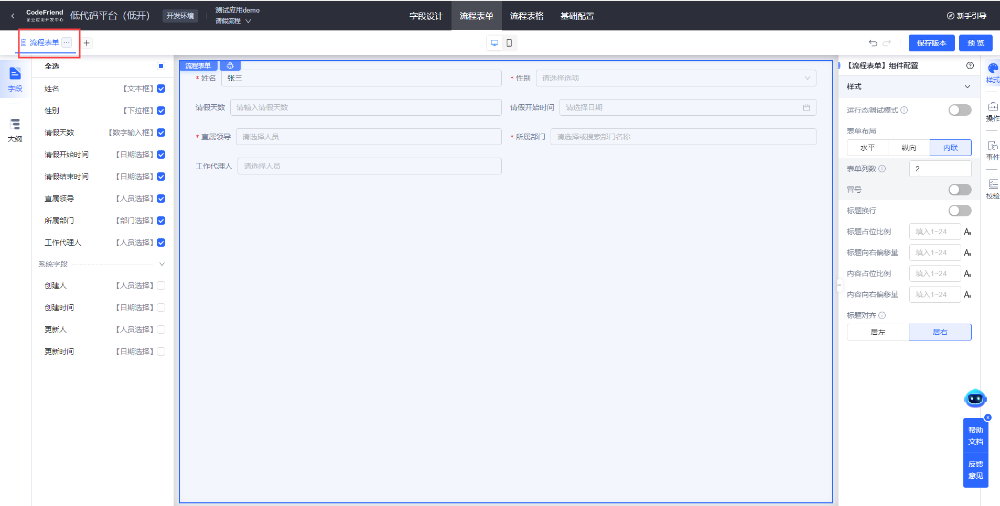 CodeFriend
企业应用开发中心
低代码平台（低开）
开发环境
测试应用demo
请假流程
字段设计
流程表单
流程表格
基础配置
新手引导
流程表单
保存版本
预 览
字段
大纲
全选
姓名 【文本框】
性别 【下拉框】
请假天数 【数字输入框】
请假开始时间 【日期选择】
请假结束时间 【日期选择】
直属领导 【人员选择】
所属部门 【部门选择】
工作代理人 【人员选择】
系统字段
创建人 【人员选择】
创建时间 【日期选择】
更新人 【人员选择】
更新时间 【日期选择】
流程表单
* 姓名 张三
* 性别 请选择选项
请假天数 请输入请假天数
请假开始时间 请选择日期
* 直属领导 请选择人员
* 所属部门 请选择或搜索部门名称
工作代理人 请选择人员
【流程表单】组件配置
样式
运行态调试模式
表单布局
水平 纵向 内联
表单列数 2
冒号
标题换行
标题占位比例 填入1~24
标题向右偏移量 填入1~24
内容占位比例 填入1~24
内容向右偏移量 填入1~24
标题对齐
居左 居右
样式
操作
事件
校验
帮助
文档
反馈
意见